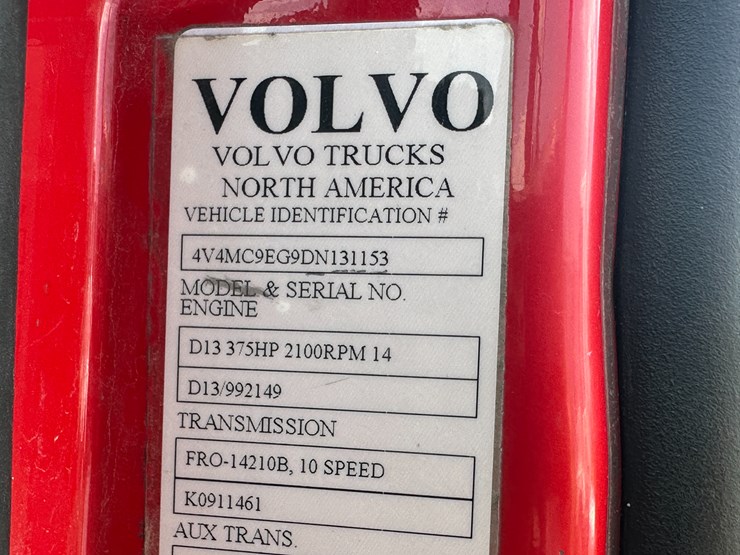 VOLVO
VOLVO TRUCKS
NORTH AMERICA
VEHICLE IDENTIFICATION #
4V4MC9EG9DN131153
MODEL & SERIAL NO.
ENGINE
D13 375HP 2100RPM 14
D13/992149
TRANSMISSION
FRO-14210B, 10 SPEED
K0911461
AUX TRANS.